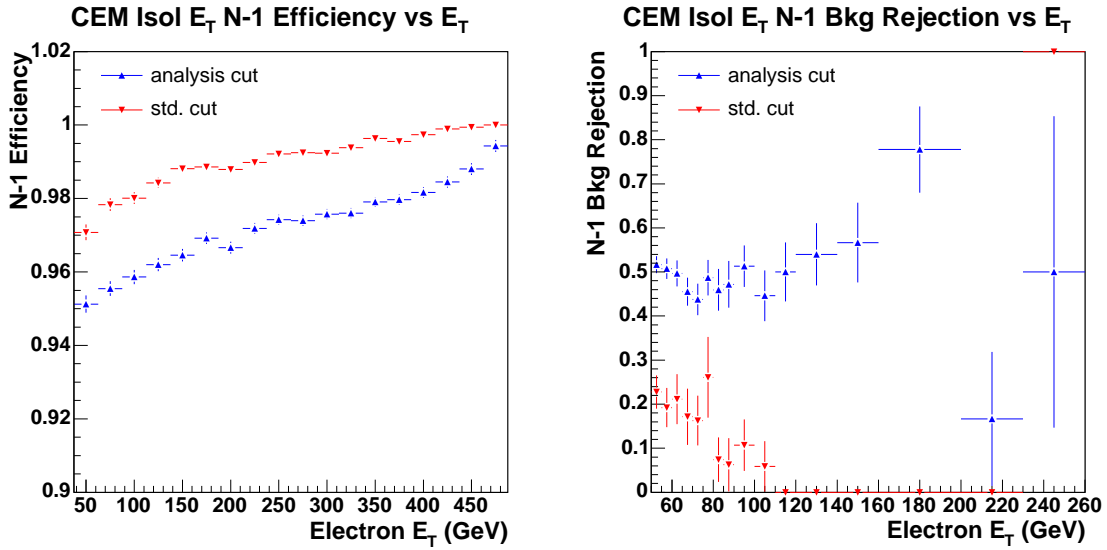 CEM Isol E_T N-1 Efficiency vs E_T
N-1 Efficiency
1.02
1
0.98
0.96
0.94
0.92
0.9
analysis cut
std. cut
50 100 150 200 250 300 350 400 450
Electron E_T (GeV)
CEM Isol E_T N-1 Bkg Rejection vs E_T
N-1 Bkg Rejection
1
0.9
0.8
0.7
0.6
0.5
0.4
0.3
0.2
0.1
0
analysis cut
std. cut
60 80 100 120 140 160 180 200 220 240 260
Electron E_T (GeV)